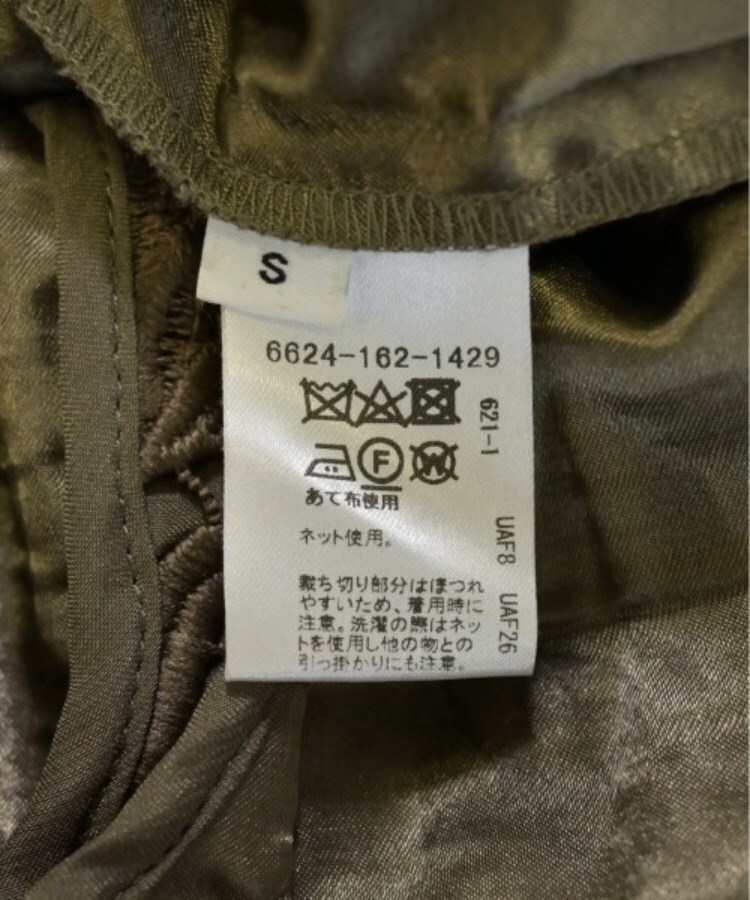 S
6624-162-1429
621-1
F
W
あて布使用
ネット使用。
UAF8 UAF26
裁ち切り部分はほつれ
やすいため、着用時に
注意。洗濯の際はネッ
トを使用し他の物との
引っ掛かりにも注意。